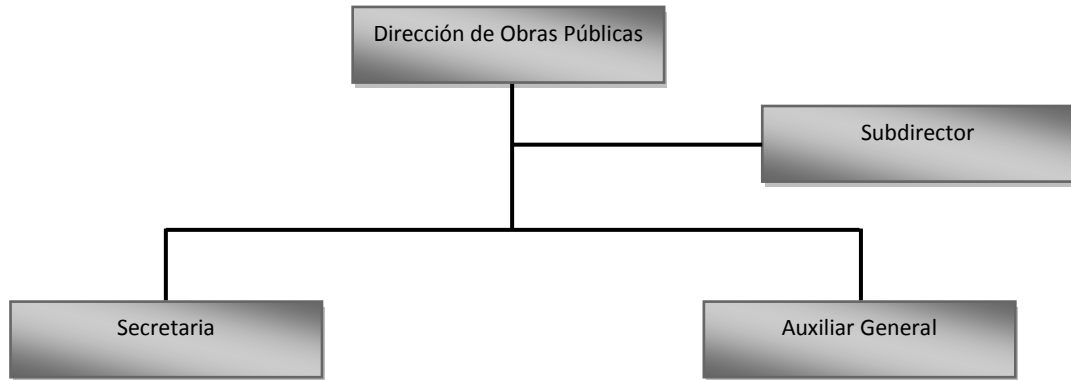 Dirección de Obras Públicas
Subdirector
Secretaria
Auxiliar General